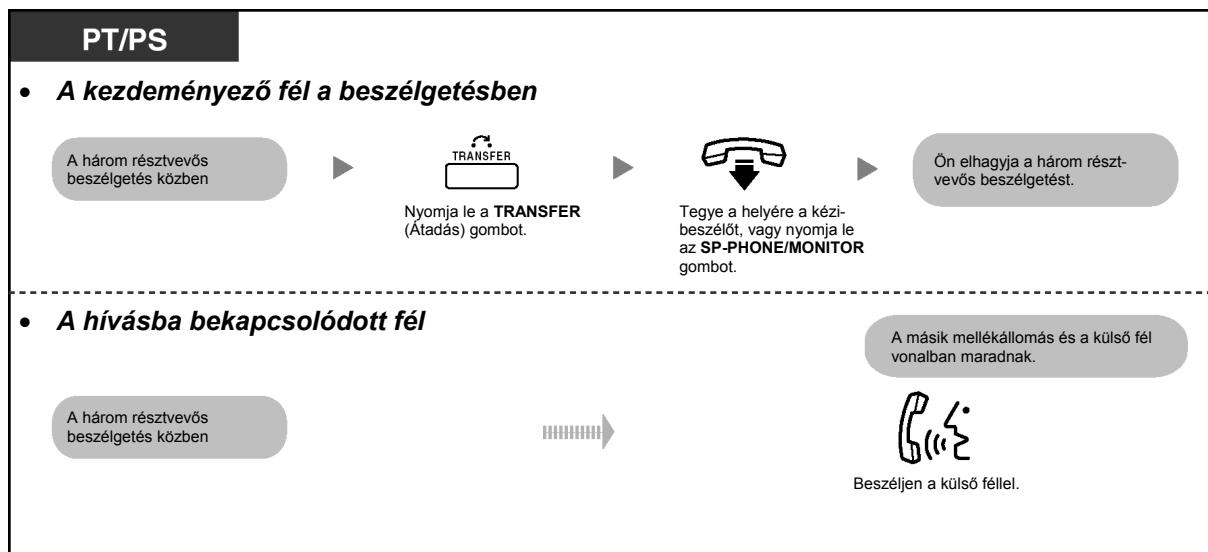 PT/PS
• A kezdeményező fél a beszélgetésben
A három résztvevős
beszélgetés közben
TRANSFER
Nyomja le a TRANSFER
(Átadás) gombot.
Tegye a helyére a kézi-
beszélőt, vagy nyomja le
az SP-PHONE/MONITOR
gombot.
Ön elhagyja a három részt-
vevős beszélgetést.
• A hívásba bekapcsolódott fél
A három résztvevős
beszélgetés közben
A másik mellékállomás és a külső fél
vonalban maradnak.
Beszéljen a külső féllel.